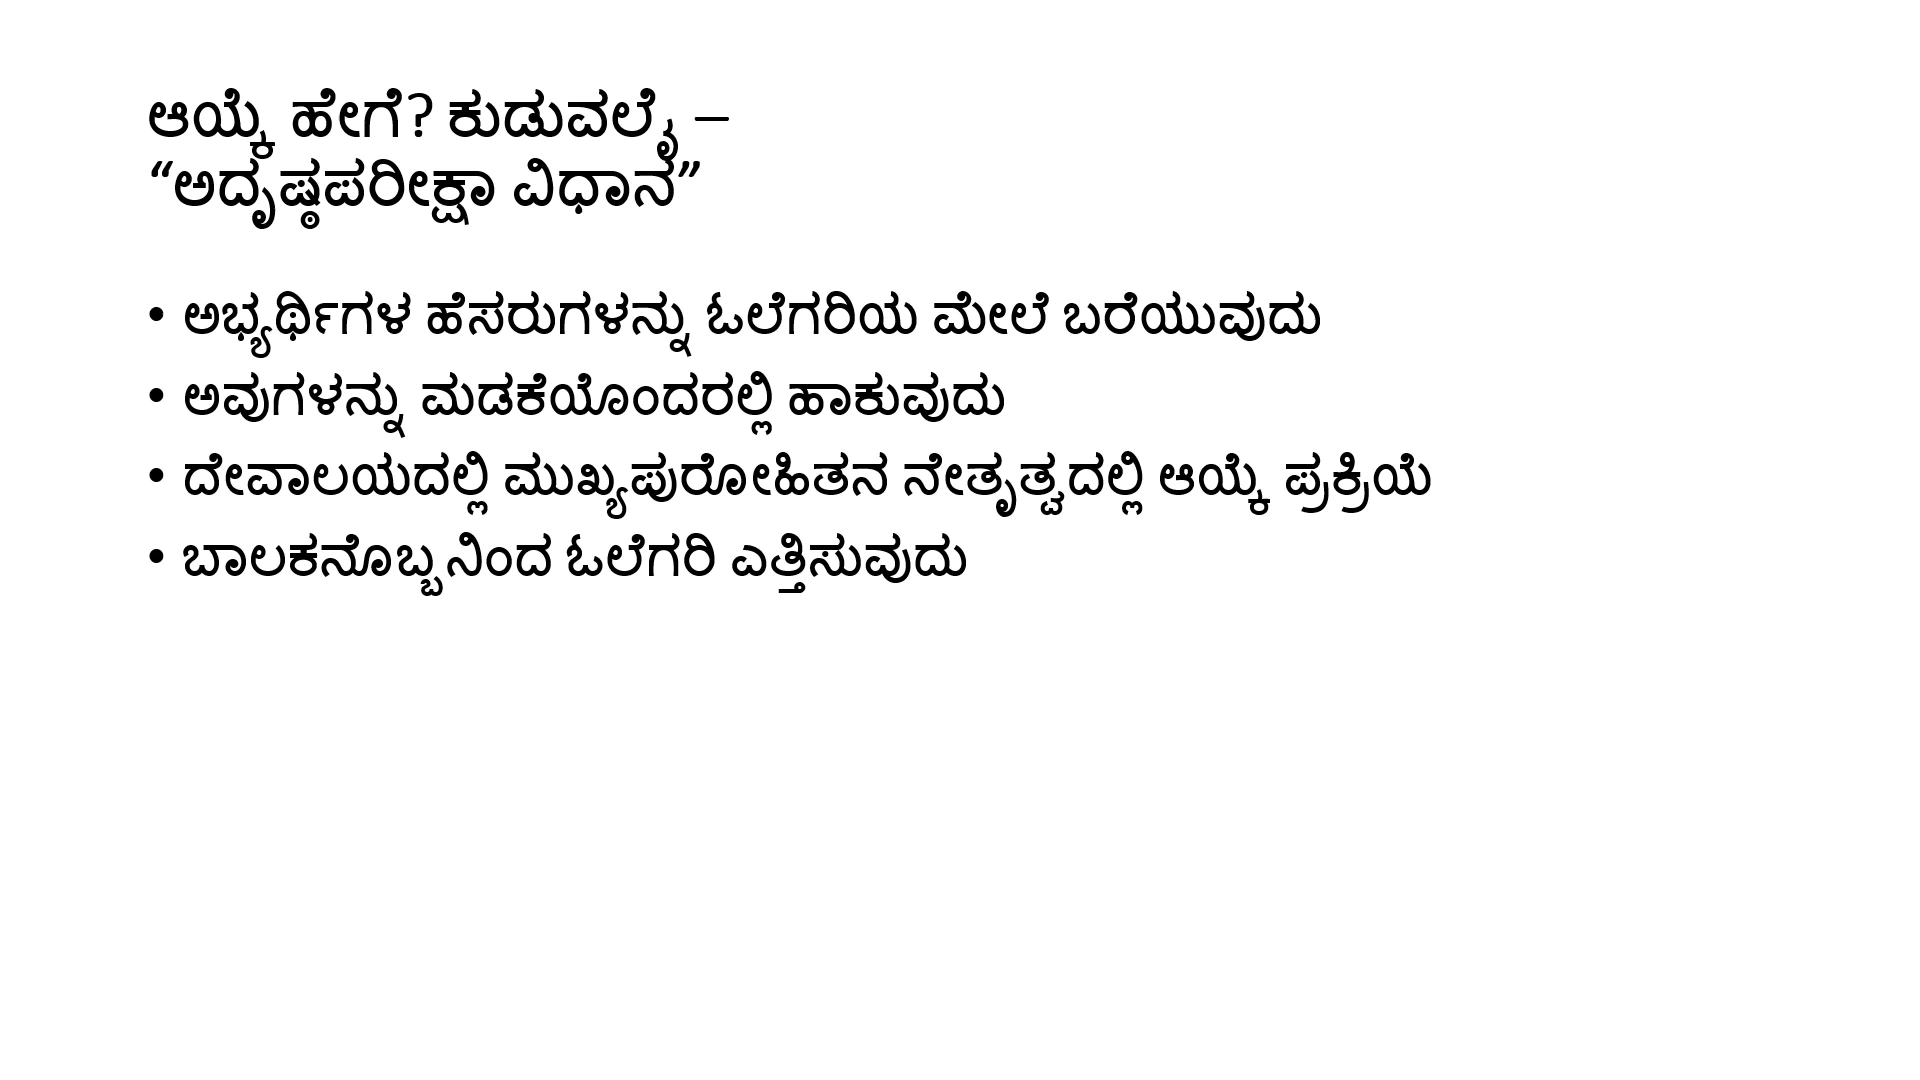 ಆಯ್ಕೆ ಹೇಗೆ? ಕುಡುವಲೈ –
“ಅದೃಷ್ಠಪರೀಕ್ಷಾ ವಿಧಾನ”
• ಅಭ್ಯರ್ಥಿಗಳ ಹೆಸರುಗಳನ್ನು ಓಲೆಗರಿಯ ಮೇಲೆ ಬರೆಯುವುದು
• ಅವುಗಳನ್ನು ಮಡಕೆಯೊಂದರಲ್ಲಿ ಹಾಕುವುದು
• ದೇವಾಲಯದಲ್ಲಿ ಮುಖ್ಯಪುರೋಹಿತನ ನೇತೃತ್ವದಲ್ಲಿ ಆಯ್ಕೆ ಪ್ರಕ್ರಿಯೆ
• ಬಾಲಕನೊಬ್ಬನಿಂದ ಓಲೆಗರಿ ಎತ್ತಿಸುವುದು